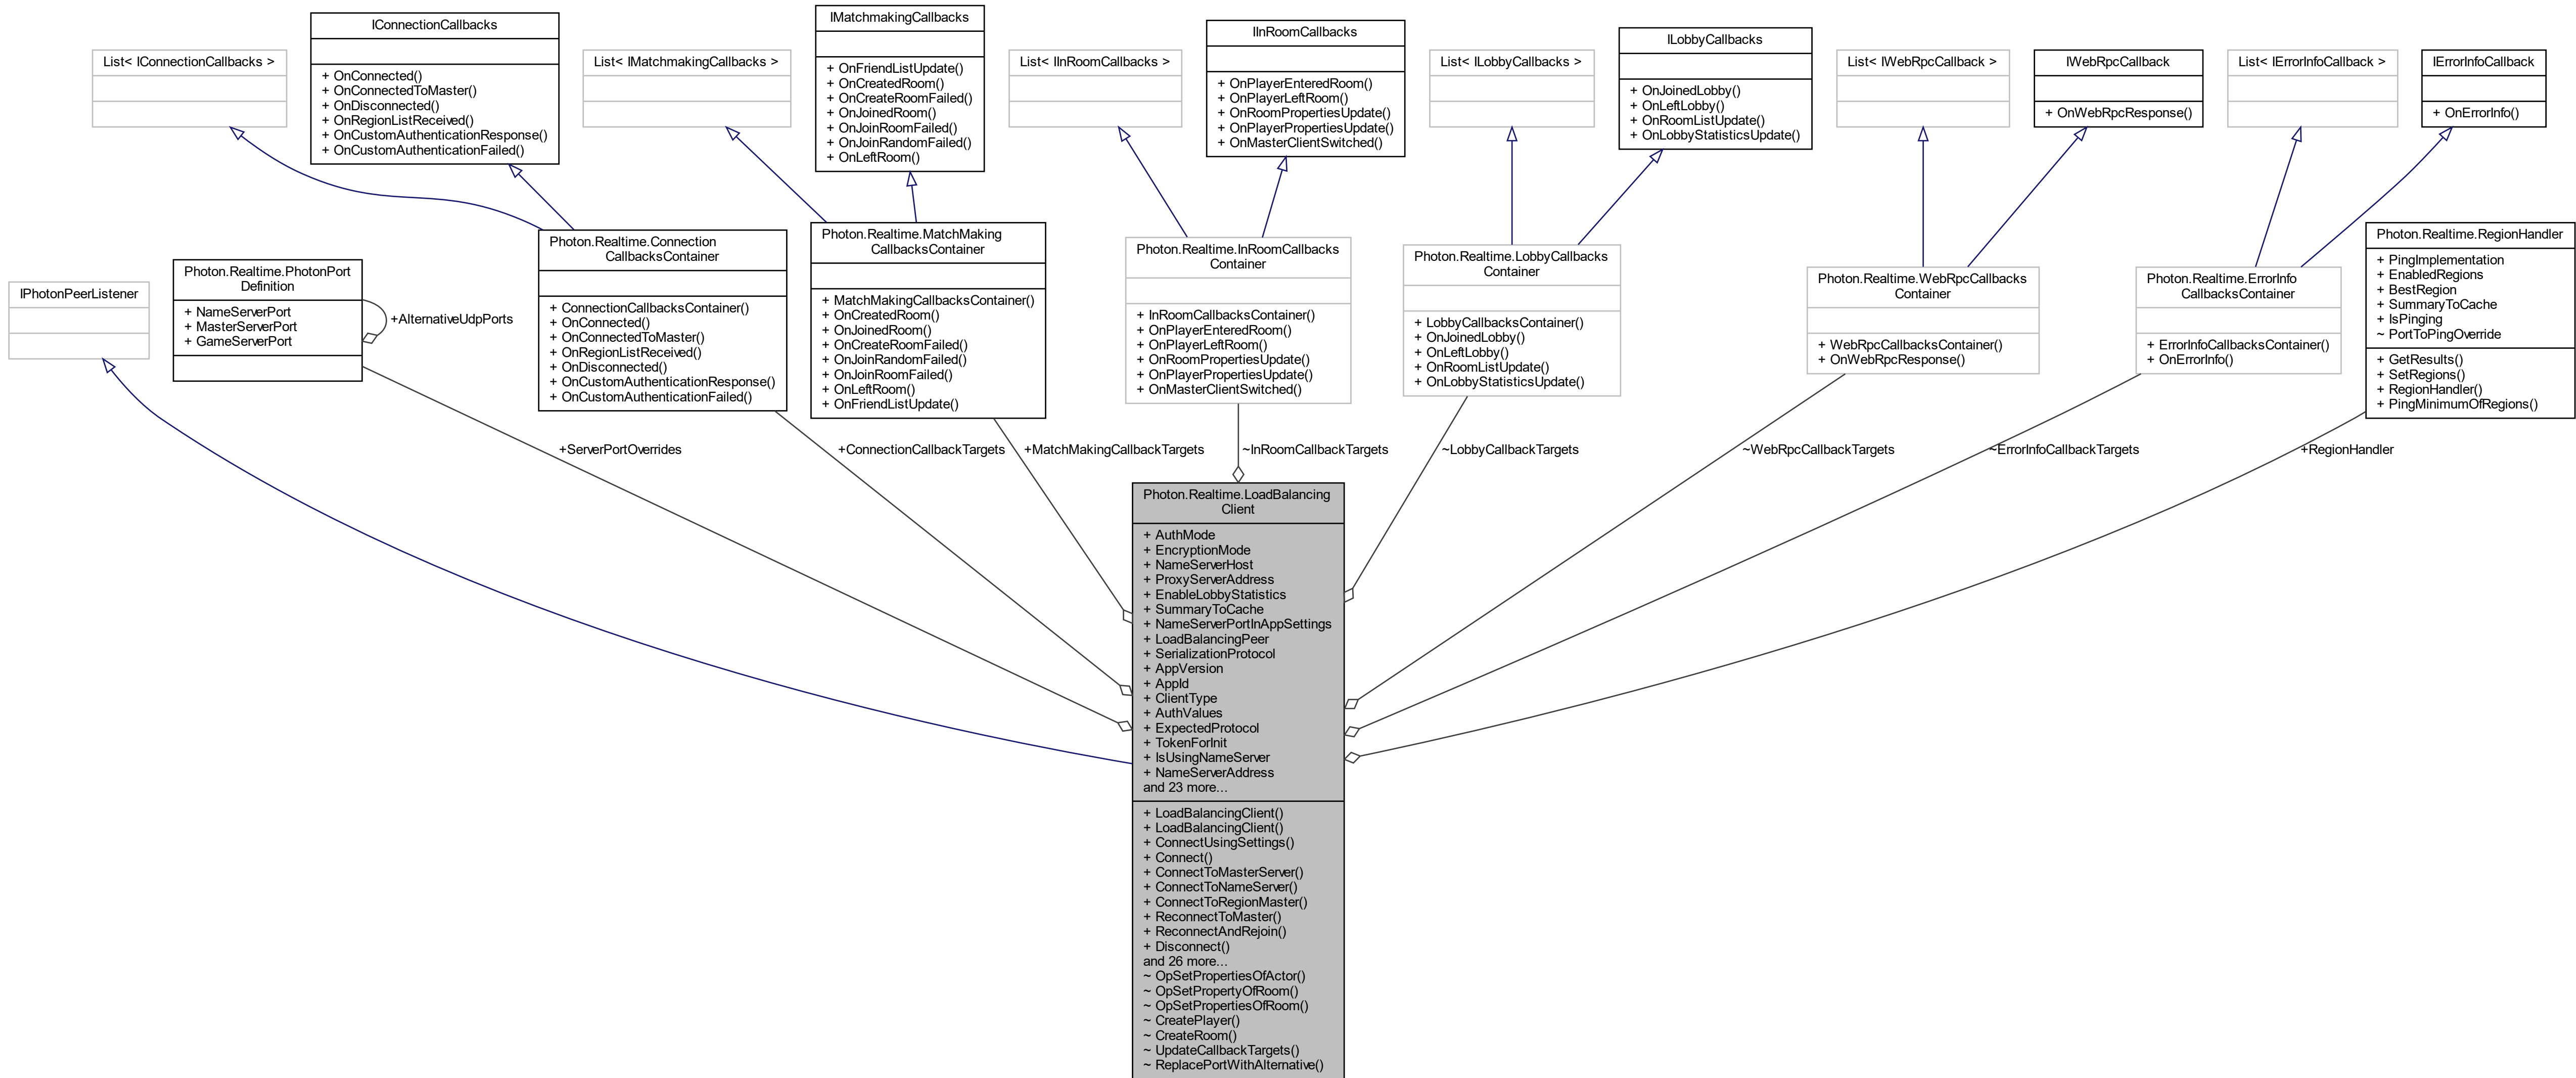 IConnectionCallbacks
+ OnConnected()
+ OnConnectedToMaster()
+ OnDisconnected()
+ OnRegionListReceived()
+ OnCustomAuthenticationResponse()
+ OnCustomAuthenticationFailed()
IMatchmakingCallbacks
+ OnFriendListUpdate()
+ OnCreatedRoom()
+ OnCreateRoomFailed()
+ OnJoinedRoom()
+ OnJoinRoomFailed()
+ OnJoinRandomFailed()
+ OnLeftRoom()
IInRoomCallbacks
+ OnPlayerEnteredRoom()
+ OnPlayerLeftRoom()
+ OnRoomPropertiesUpdate()
+ OnPlayerPropertiesUpdate()
+ OnMasterClientSwitched()
ILobbyCallbacks
+ OnJoinedLobby()
+ OnLeftLobby()
+ OnRoomListUpdate()
+ OnLobbyStatisticsUpdate()
List< IConnectionCallbacks >
List< IMatchmakingCallbacks >
List< IInRoomCallbacks >
List< ILobbyCallbacks >
List< IWebRpcCallback >
IWebRpcCallback
+ OnWebRpcResponse()
List< IErrorInfoCallback >
IErrorInfoCallback
+ OnErrorInfo()
IPhotonPeerListener
Photon.Realtime.PhotonPort
Definition
+ NameServerPort
+ MasterServerPort
+ GameServerPort
+AlternativeUdpPorts
Photon.Realtime.Connection
CallbacksContainer
+ ConnectionCallbacksContainer()
+ OnConnected()
+ OnConnectedToMaster()
+ OnRegionListReceived()
+ OnDisconnected()
+ OnCustomAuthenticationResponse()
+ OnCustomAuthenticationFailed()
Photon.Realtime.MatchMaking
CallbacksContainer
+ MatchMakingCallbacksContainer()
+ OnCreatedRoom()
+ OnJoinedRoom()
+ OnCreateRoomFailed()
+ OnJoinRandomFailed()
+ OnJoinRoomFailed()
+ OnLeftRoom()
+ OnFriendListUpdate()
Photon.Realtime.InRoomCallbacks
Container
+ InRoomCallbacksContainer()
+ OnPlayerEnteredRoom()
+ OnPlayerLeftRoom()
+ OnRoomPropertiesUpdate()
+ OnPlayerPropertiesUpdate()
+ OnMasterClientSwitched()
Photon.Realtime.LobbyCallbacks
Container
+ LobbyCallbacksContainer()
+ OnJoinedLobby()
+ OnLeftLobby()
+ OnRoomListUpdate()
+ OnLobbyStatisticsUpdate()
Photon.Realtime.WebRpcCallbacks
Container
+ WebRpcCallbacksContainer()
+ OnWebRpcResponse()
Photon.Realtime.ErrorInfo
CallbacksContainer
+ ErrorInfoCallbacksContainer()
+ OnErrorInfo()
Photon.Realtime.RegionHandler
+ PingImplementation
+ EnabledRegions
+ BestRegion
+ SummaryToCache
+ IsPinging
~ PortToPingOverride
+ GetResults()
+ SetRegions()
+ RegionHandler()
+ PingMinimumOfRegions()
+ServerPortOverrides
+ConnectionCallbackTargets
+MatchMakingCallbackTargets
~InRoomCallbackTargets
~LobbyCallbackTargets
~WebRpcCallbackTargets
~ErrorInfoCallbackTargets
+RegionHandler
Photon.Realtime.LoadBalancing
Client
+ AuthMode
+ EncryptionMode
+ NameServerHost
+ ProxyServerAddress
+ EnableLobbyStatistics
+ SummaryToCache
+ NameServerPortInAppSettings
+ LoadBalancingPeer
+ SerializationProtocol
+ AppVersion
+ AppId
+ ClientType
+ AuthValues
+ ExpectedProtocol
+ TokenForInit
+ IsUsingNameServer
+ NameServerAddress
and 23 more...
+ LoadBalancingClient()
+ LoadBalancingClient()
+ ConnectUsingSettings()
+ Connect()
+ ConnectToMasterServer()
+ ConnectToNameServer()
+ ConnectToRegionMaster()
+ ReconnectToMaster()
+ ReconnectAndRejoin()
+ Disconnect()
and 26 more...
~ OpSetPropertiesOfActor()
~ OpSetPropertyOfRoom()
~ OpSetPropertiesOfRoom()
~ CreatePlayer()
~ CreateRoom()
~ UpdateCallbackTargets()
~ ReplacePortWithAlternative()